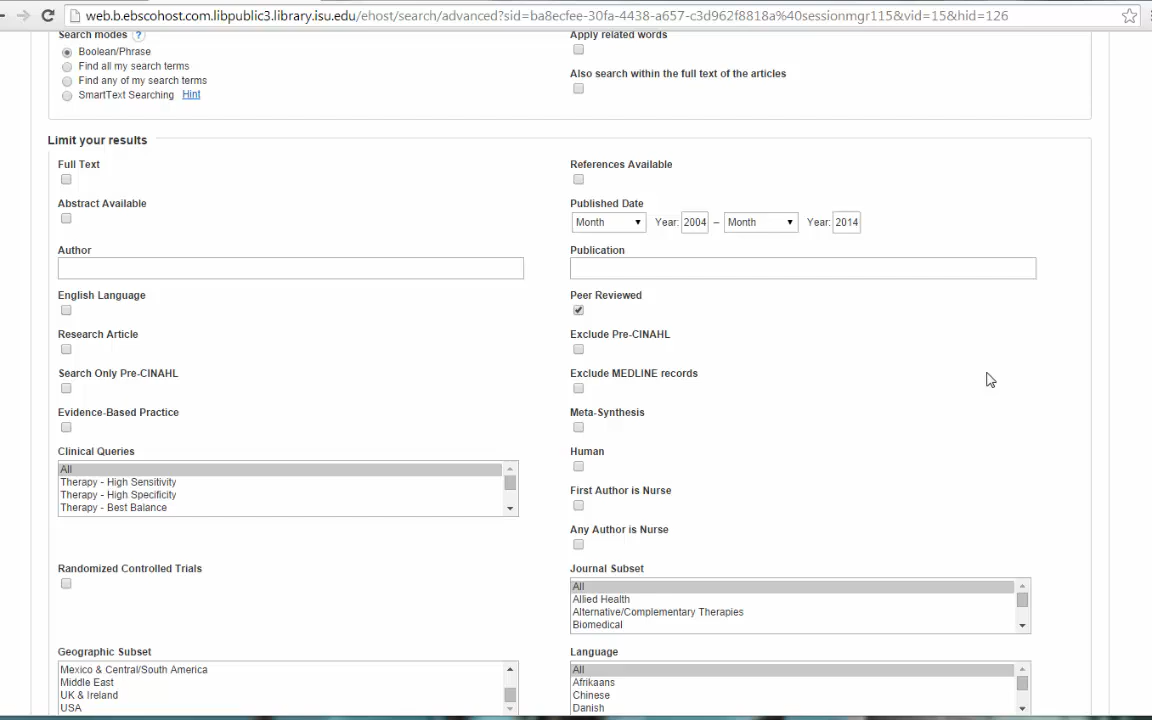 web.b.ebscohost.com.libpublic3.library.isu.edu/ehost/search/advanced?sid=ba8ecfee-30fa-4438-a657-c3d962f8818a%40sessionmgr115&vid=15&hid=126
Search modes ?
Boolean/Phrase
Find all my search terms
Find any of my search terms
SmartText Searching Hint
Apply related words
Also search within the full text of the articles
Limit your results
Full Text
References Available
Abstract Available
Published Date
Month Year: 2004 – Month Year: 2014
Author
Publication
English Language
Peer Reviewed
Research Article
Exclude Pre-CINAHL
Search Only Pre-CINAHL
Exclude MEDLINE records
Evidence-Based Practice
Meta-Synthesis
Clinical Queries
All
Therapy - High Sensitivity
Therapy - High Specificity
Therapy - Best Balance
Human
First Author is Nurse
Any Author is Nurse
Randomized Controlled Trials
Journal Subset
All
Allied Health
Alternative/Complementary Therapies
Biomedical
Geographic Subset
Mexico & Central/South America
Middle East
UK & Ireland
USA
Language
All
Afrikaans
Chinese
Danish